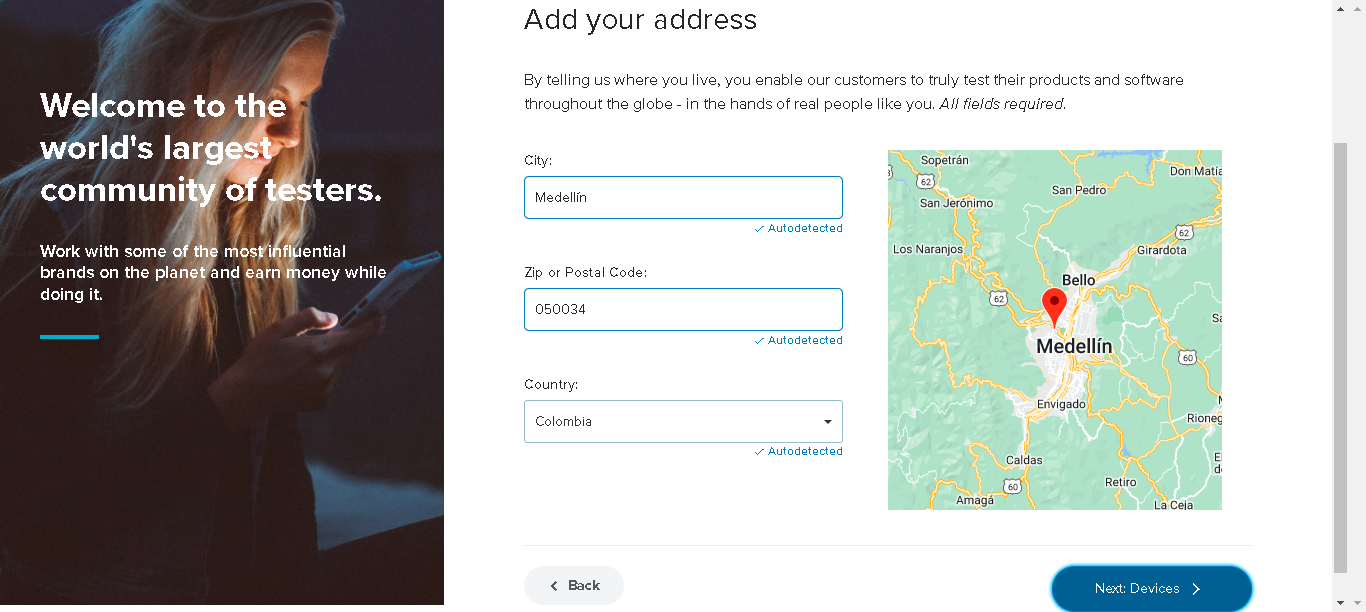 Welcome to the
world's largest
community of testers.
Work with some of the most influential
brands on the planet and earn money while
doing it.
Add your address
By telling us where you live, you enable our customers to truly test their products and software
throughout the globe - in the hands of real people like you. All fields required.
City:
Medellín
Autodetected
Zip or Postal Code:
050034
Autodetected
Country:
Colombia
Autodetected
Sopetrán
Don Matía
62
San Pedro
San Jerónimo
62
Los Naranjos
Girardota
Bello
62
Medellín
60
Envigado
Rioneg
Caldas
60
Retiro
Amagá
La Ceja
Back
Next: Devices